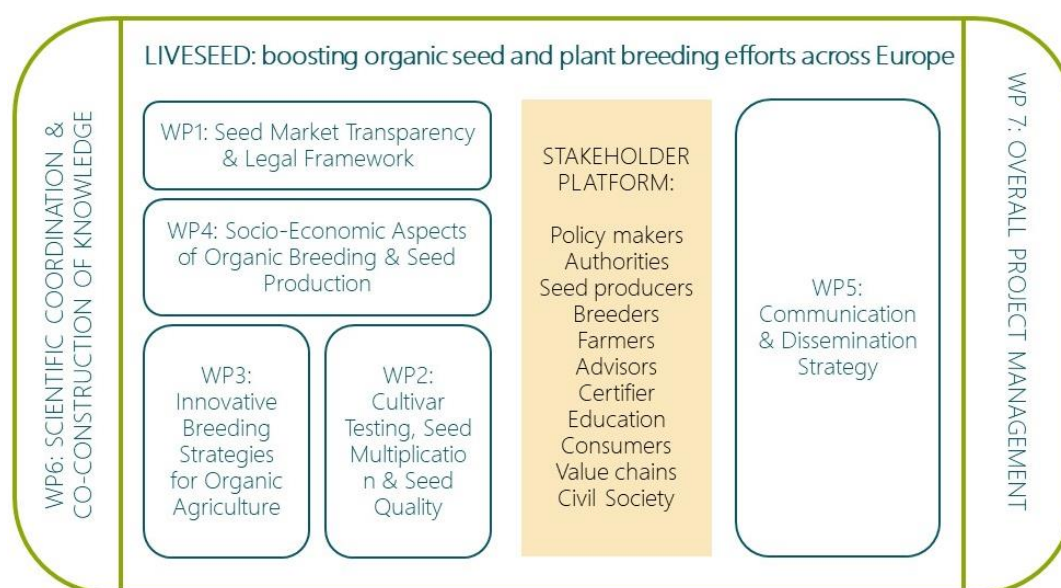 LIVESEED: boosting organic seed and plant breeding efforts across Europe
WP6: SCIENTIFIC COORDINATION &
CO-CONSTRUCTION OF KNOWLEDGE
WP1: Seed Market Transparency
& Legal Framework
WP4: Socio-Economic Aspects
of Organic Breeding & Seed
Production
WP3:
Innovative
Breeding
Strategies
for Organic
Agriculture
WP2:
Cultivar
Testing, Seed
Multiplicatio
n & Seed
Quality
STAKEHOLDER
PLATFORM:
Policy makers
Authorities
Seed producers
Breeders
Farmers
Advisors
Certifier
Education
Consumers
Value chains
Civil Society
WP5:
Communication
& Dissemination
Strategy
WP 7: OVERALL PROJECT MANAGEMENT